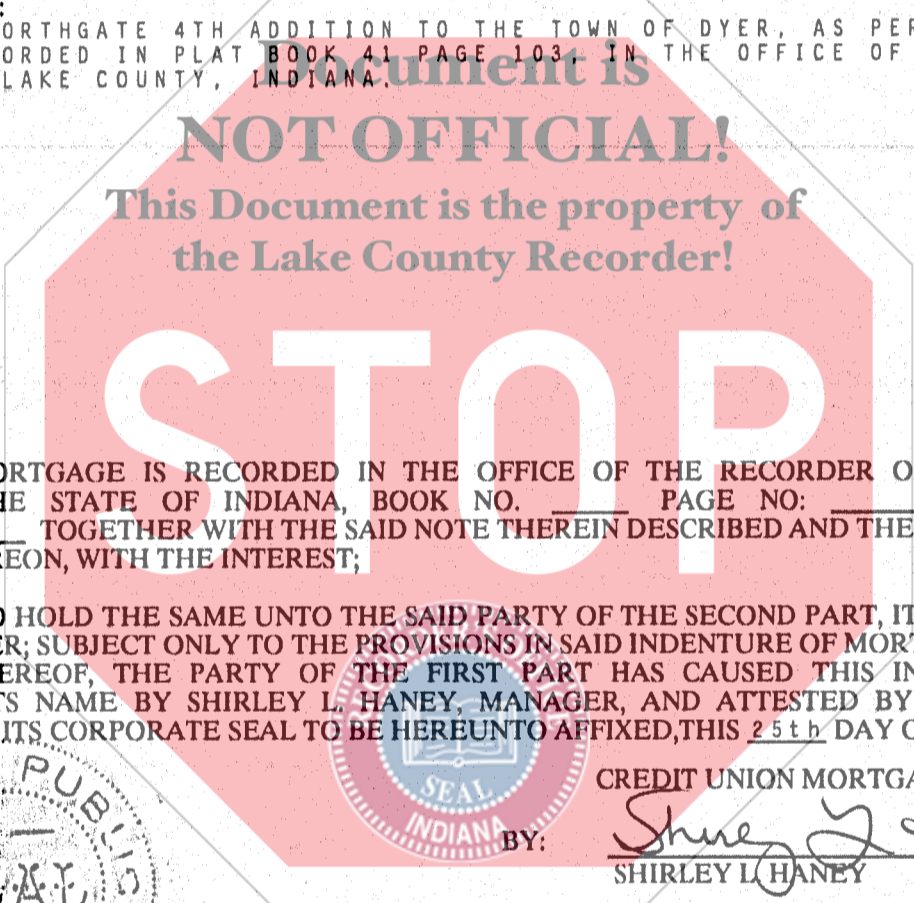 ORTHGATE 4TH ADDITION TO THE TOWN OF DYER, AS PER
ORDED IN PLAT BOOK 41 PAGE 103, IN THE OFFICE OF
LAKE COUNTY, INDIANA.
Document is
NOT OFFICIAL!
This Document is the property of
the Lake County Recorder!
STOP
ORTGAGE IS RECORDED IN THE OFFICE OF THE RECORDER O
HE STATE OF INDIANA, BOOK NO. ____ PAGE NO: ____
__ TOGETHER WITH THE SAID NOTE THEREIN DESCRIBED AND THE
REON, WITH THE INTEREST;
D HOLD THE SAME UNTO THE SAID PARTY OF THE SECOND PART, IT
ER; SUBJECT ONLY TO THE PROVISIONS IN SAID INDENTURE OF MORT
EREOF, THE PARTY OF THE FIRST PART HAS CAUSED THIS IN
TS NAME BY SHIRLEY L. HANEY, MANAGER, AND ATTESTED BY
ITS CORPORATE SEAL TO BE HEREUNTO AFFIXED, THIS 25th DAY O
SEAL
INDIANA
PUBLIC
CREDIT UNION MORTGA
BY:
SHIRLEY L. HANEY